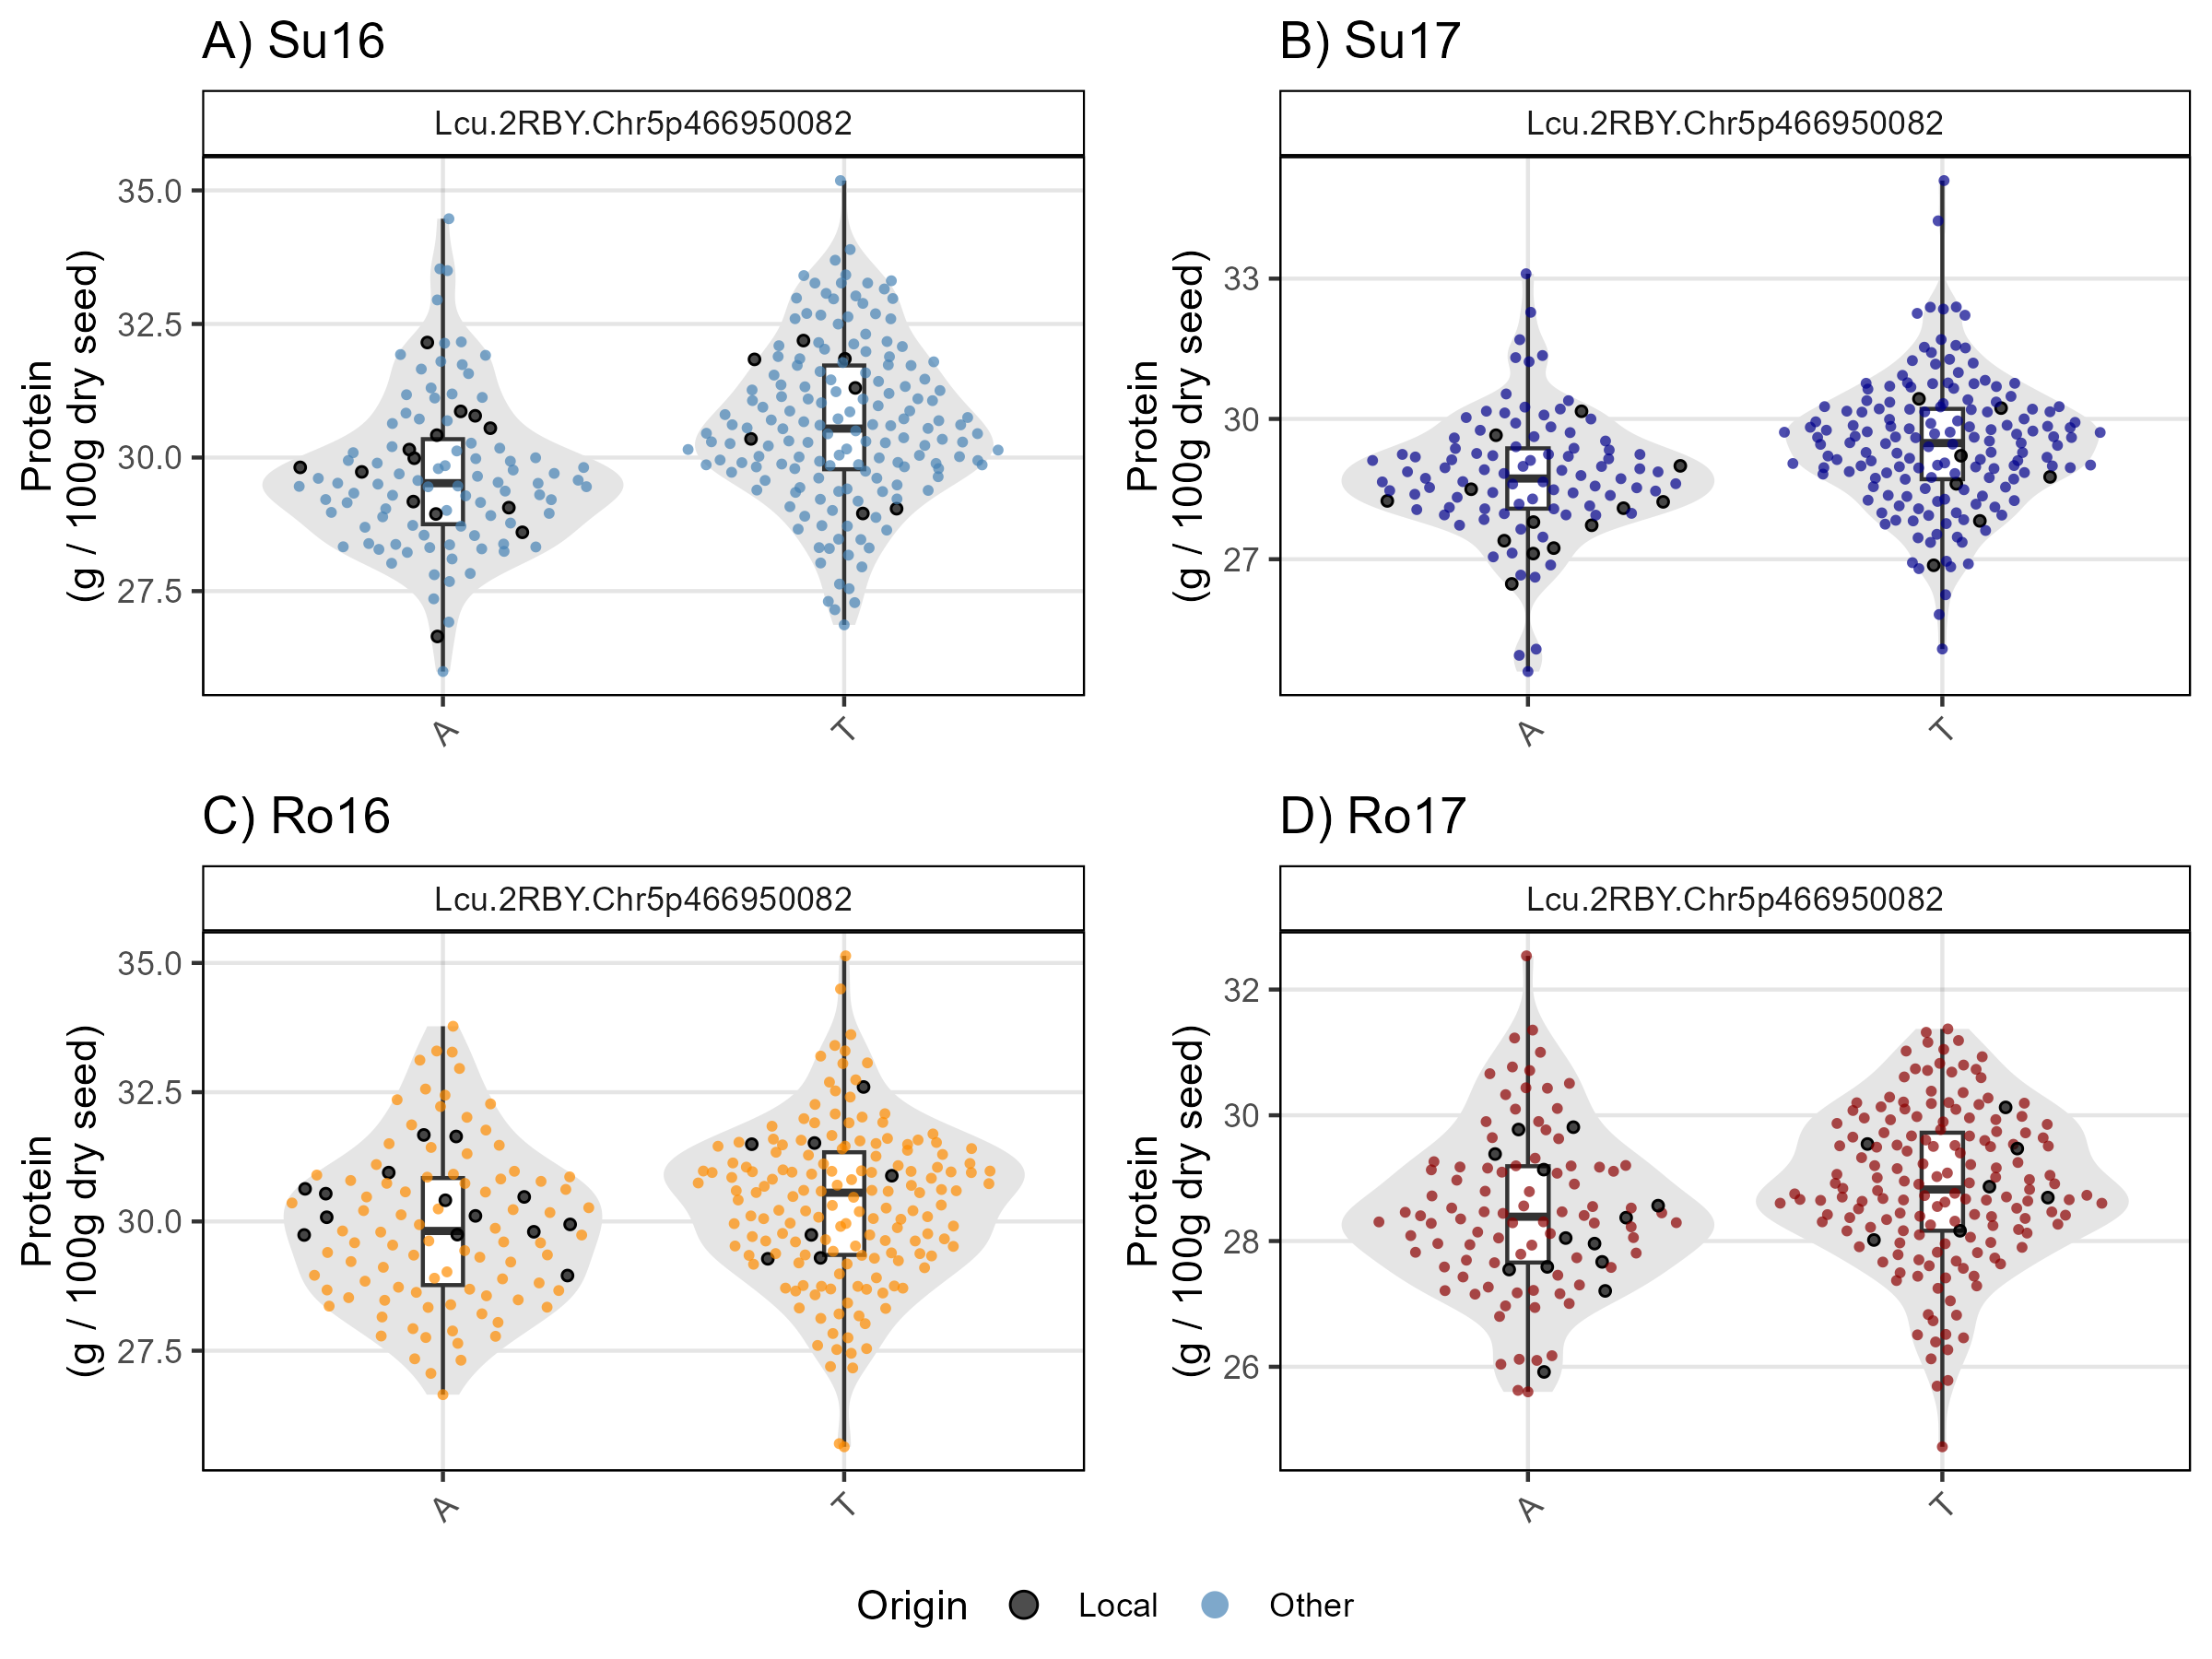 A) Su16
Lcu.2RBY.Chr5p466950082
Protein
(g / 100g dry seed)
35.0
32.5
30.0
27.5
A
T
B) Su17
Lcu.2RBY.Chr5p466950082
Protein
(g / 100g dry seed)
33
30
27
A
T
C) Ro16
Lcu.2RBY.Chr5p466950082
Protein
(g / 100g dry seed)
35.0
32.5
30.0
27.5
A
T
D) Ro17
Lcu.2RBY.Chr5p466950082
Protein
(g / 100g dry seed)
32
30
28
26
A
T
Origin Local Other